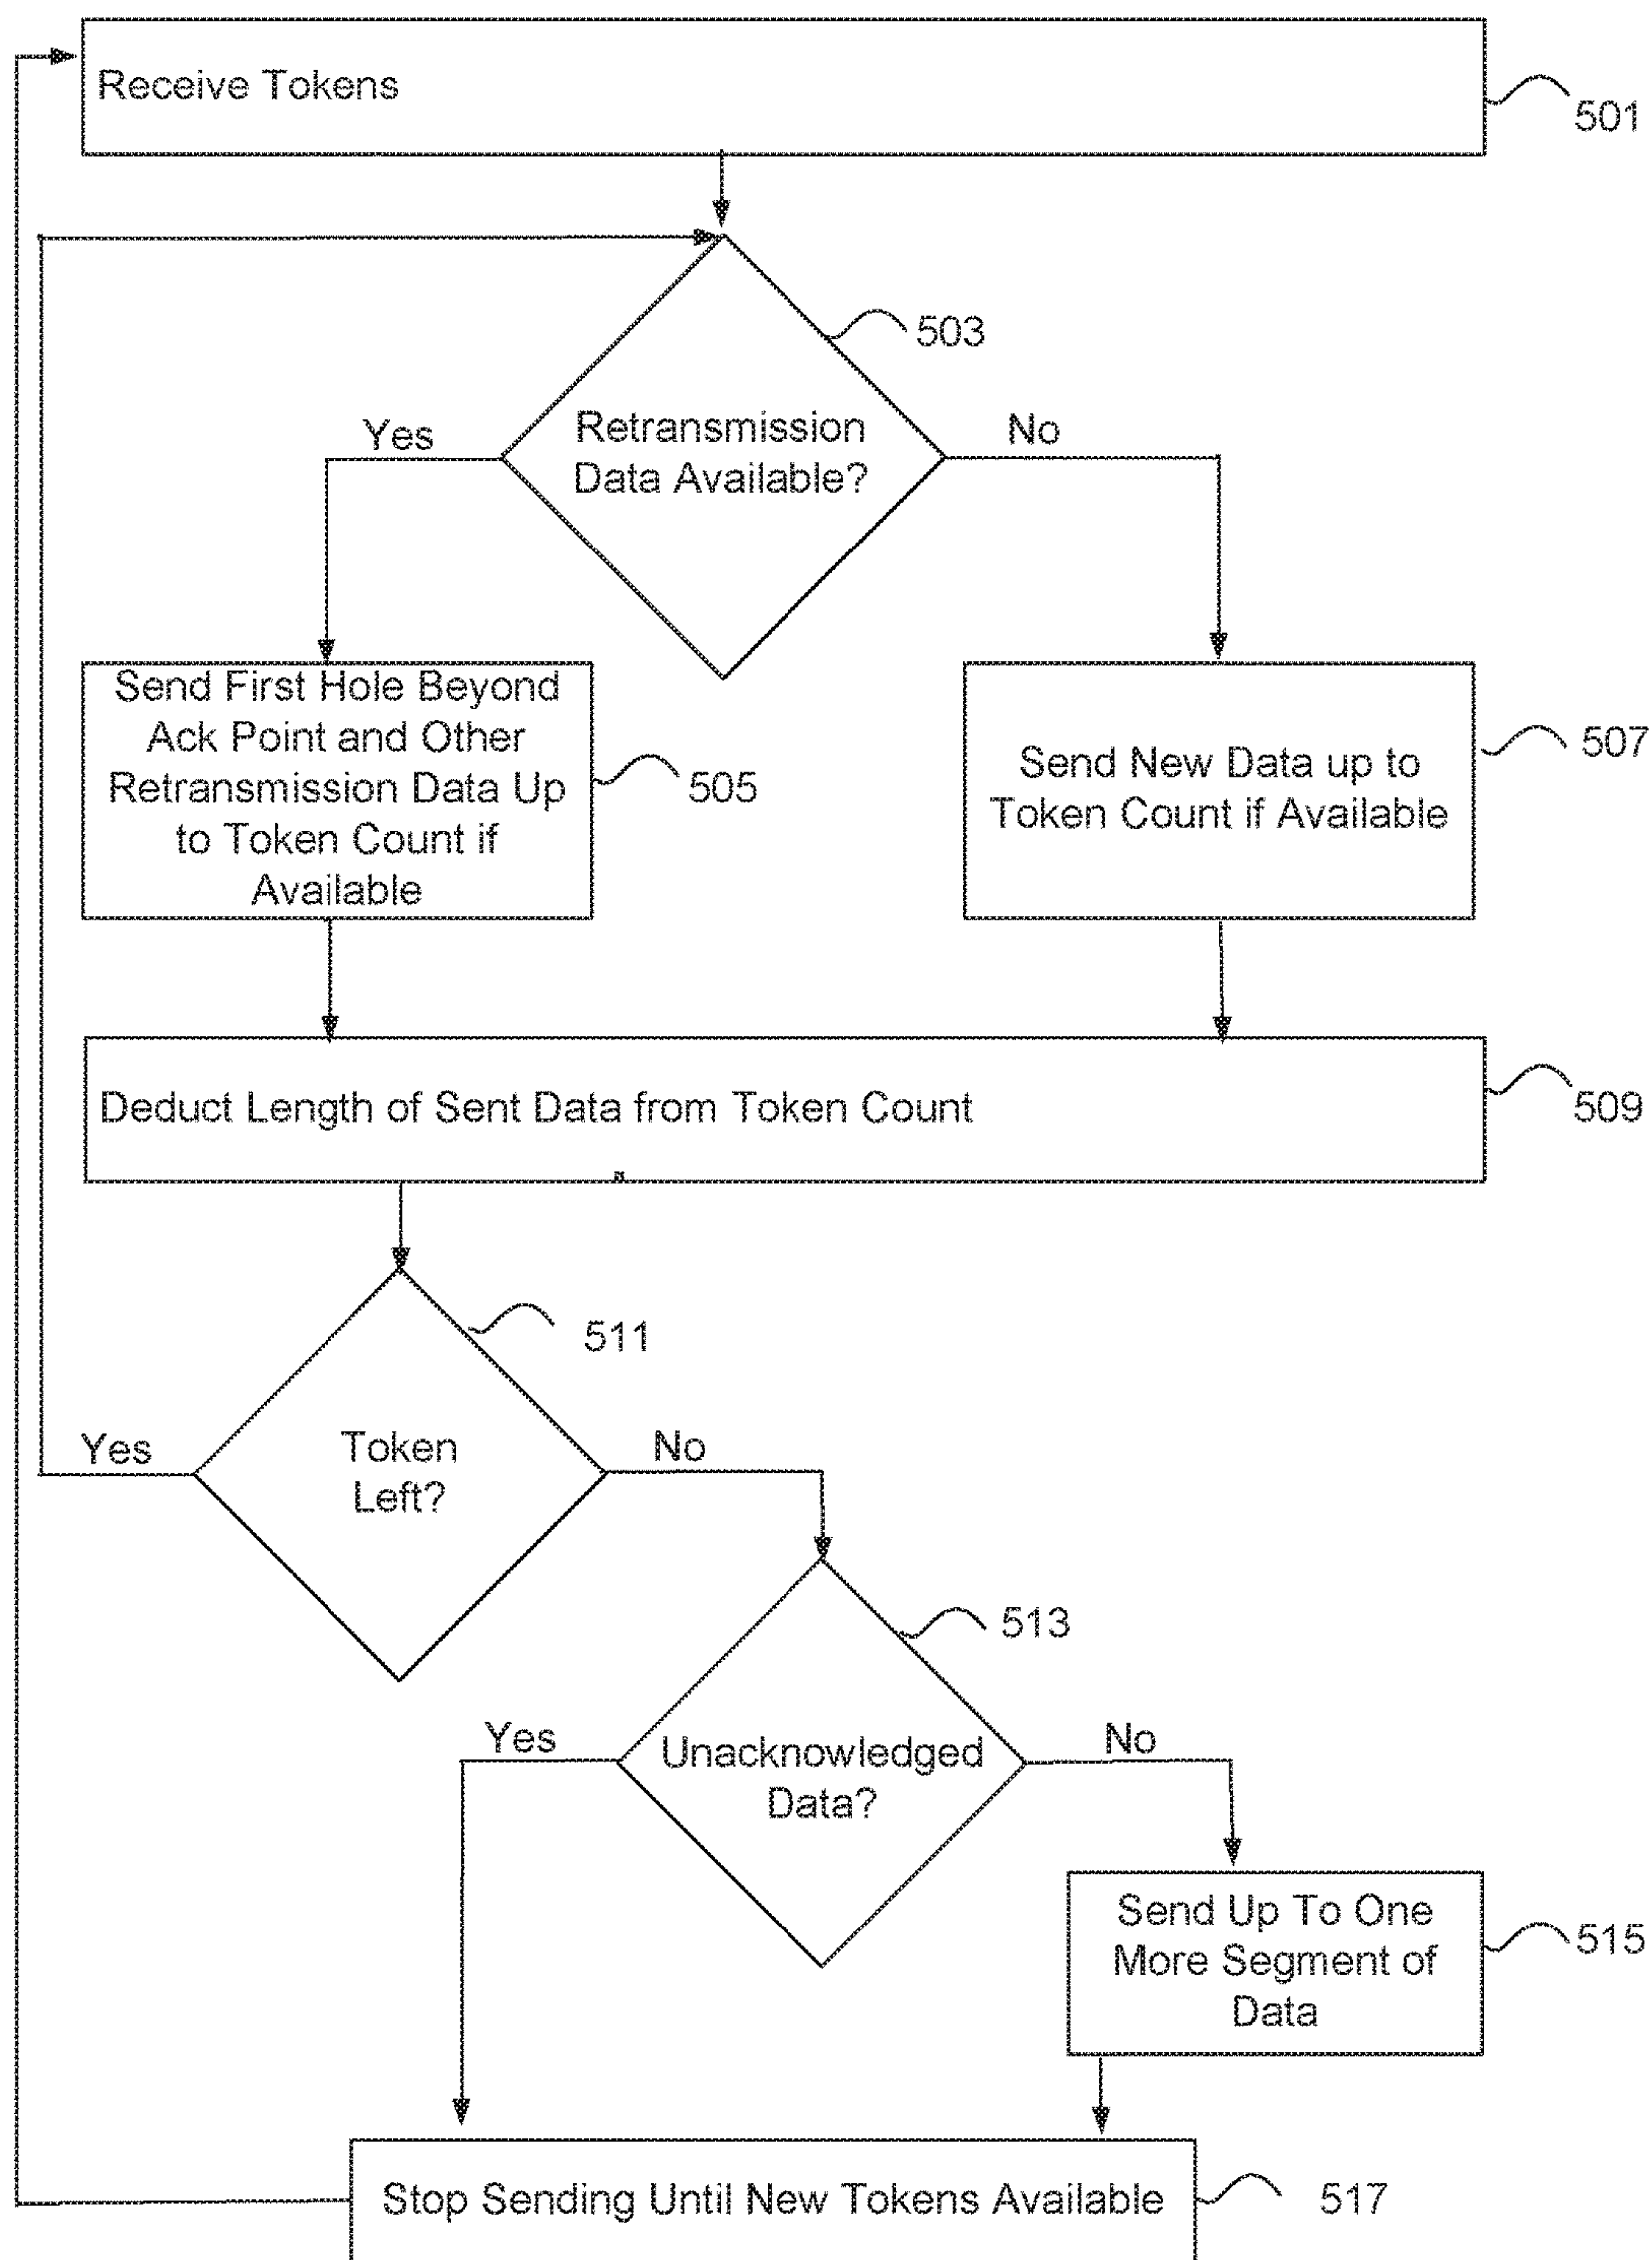 Receive Tokens
501
503
Retransmission
Data Available?
Yes
No
Send First Hole Beyond
Ack Point and Other
Retransmission Data Up
to Token Count if
Available
505
Send New Data up to
Token Count if Available
507
Deduct Length of Sent Data from Token Count
509
511
Token
Left?
Yes
No
513
Unacknowledged
Data?
Yes
No
Send Up To One
More Segment of
Data
515
Stop Sending Until New Tokens Available
517